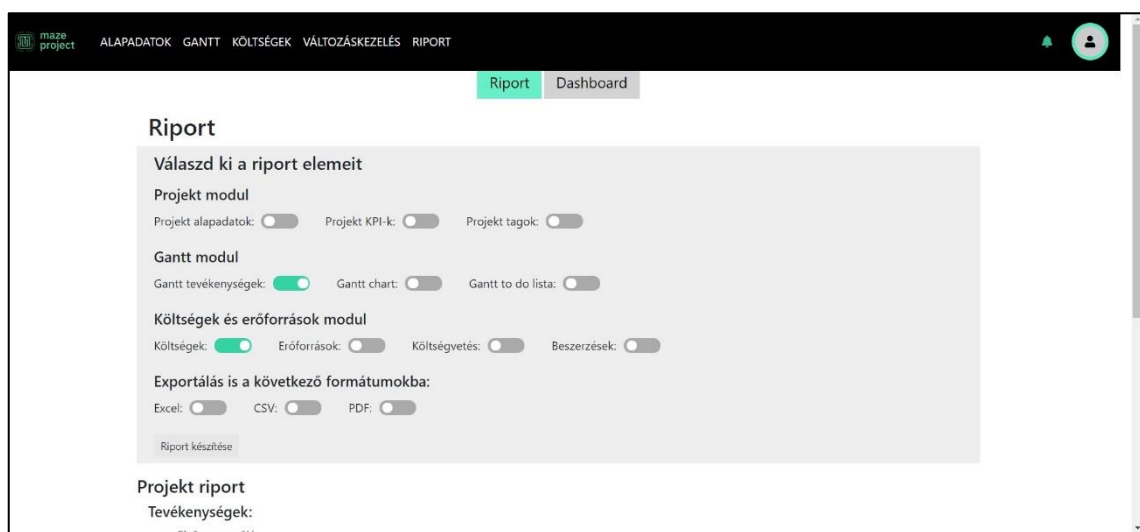 maze
project
ALAPADATOK GANTT KÖLTSÉGEK VÁLTOZÁSKEZELÉS RIPORT
Riport Dashboard
Riport
Válaszd ki a riport elemeit
Projekt modul
Projekt alapadatok: Projekt KPI-k: Projekt tagok:
Gantt modul
Gantt tevékenységek: Gantt chart: Gantt to do lista:
Költségek és erőforrások modul
Költségek: Erőforrások: Költségvetés: Beszerzések:
Exportálás is a következő formátumokba:
Excel: CSV: PDF:
Riport készítése
Projekt riport
Tevékenységek: